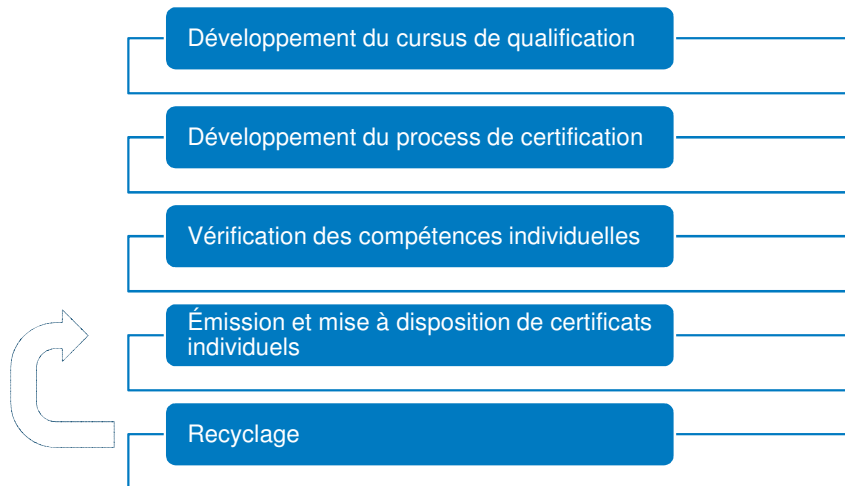 Développement du cursus de qualification
Développement du process de certification
Vérification des compétences individuelles
Émission et mise à disposition de certificats
individuels
Recyclage